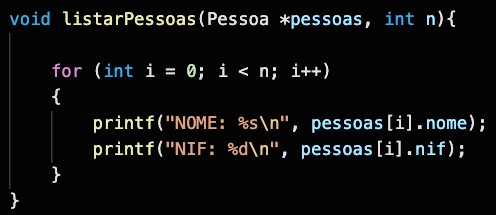 void listarPessoas(Pessoa *pessoas, int n){
for (int i = 0; i < n; i++)
{
printf("NOME: %s\n", pessoas[i].nome);
printf("NIF: %d\n", pessoas[i].nif);
}
}